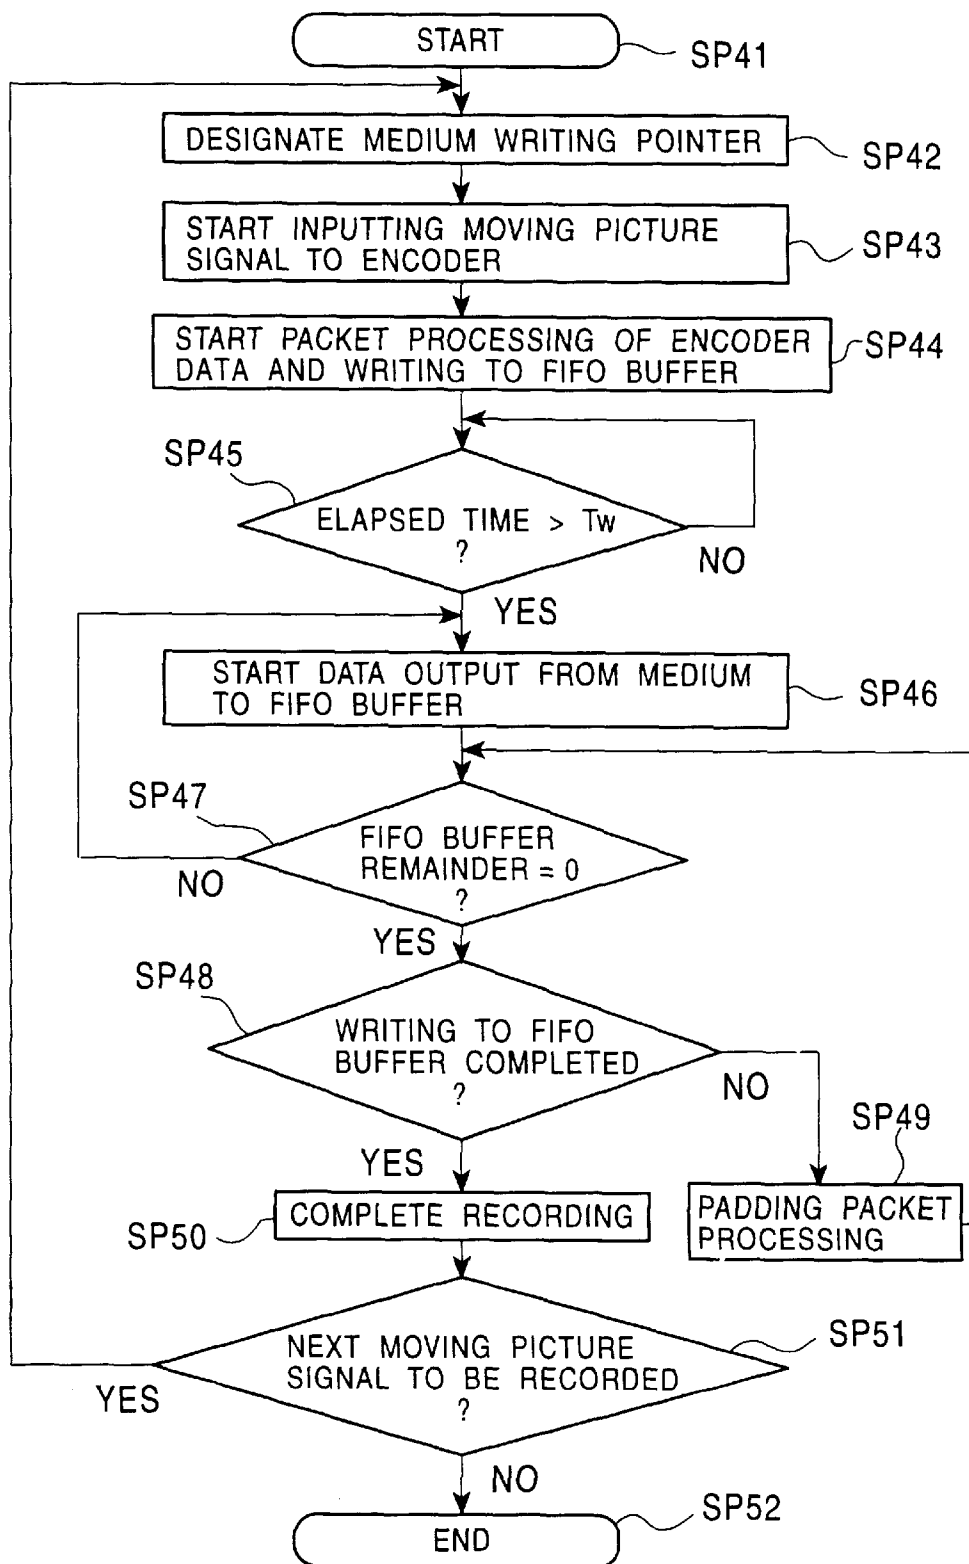 START
SP41
DESIGNATE MEDIUM WRITING POINTER
SP42
START INPUTTING MOVING PICTURE
SIGNAL TO ENCODER
SP43
START PACKET PROCESSING OF ENCODER
DATA AND WRITING TO FIFO BUFFER
SP44
SP45
ELAPSED TIME > Tw
?
NO
YES
START DATA OUTPUT FROM MEDIUM
TO FIFO BUFFER
SP46
SP47
FIFO BUFFER
REMAINDER = 0
?
NO
YES
SP48
WRITING TO FIFO
BUFFER COMPLETED
?
NO
YES
SP49
PADDING PACKET
PROCESSING
COMPLETE RECORDING
SP50
NEXT MOVING PICTURE
SIGNAL TO BE RECORDED
?
SP51
YES
NO
END
SP52